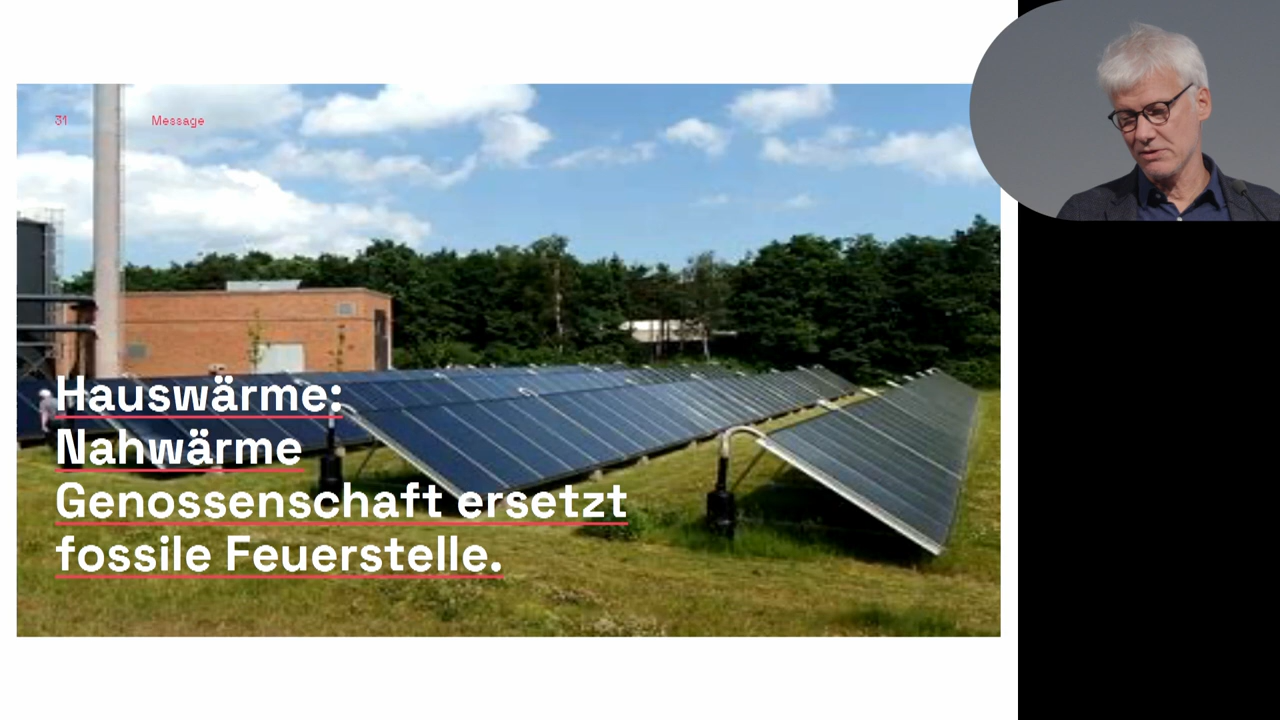 31 Message
Hauswärme:
Nahwärme
Genossenschaft ersetzt
fossile Feuerstelle.